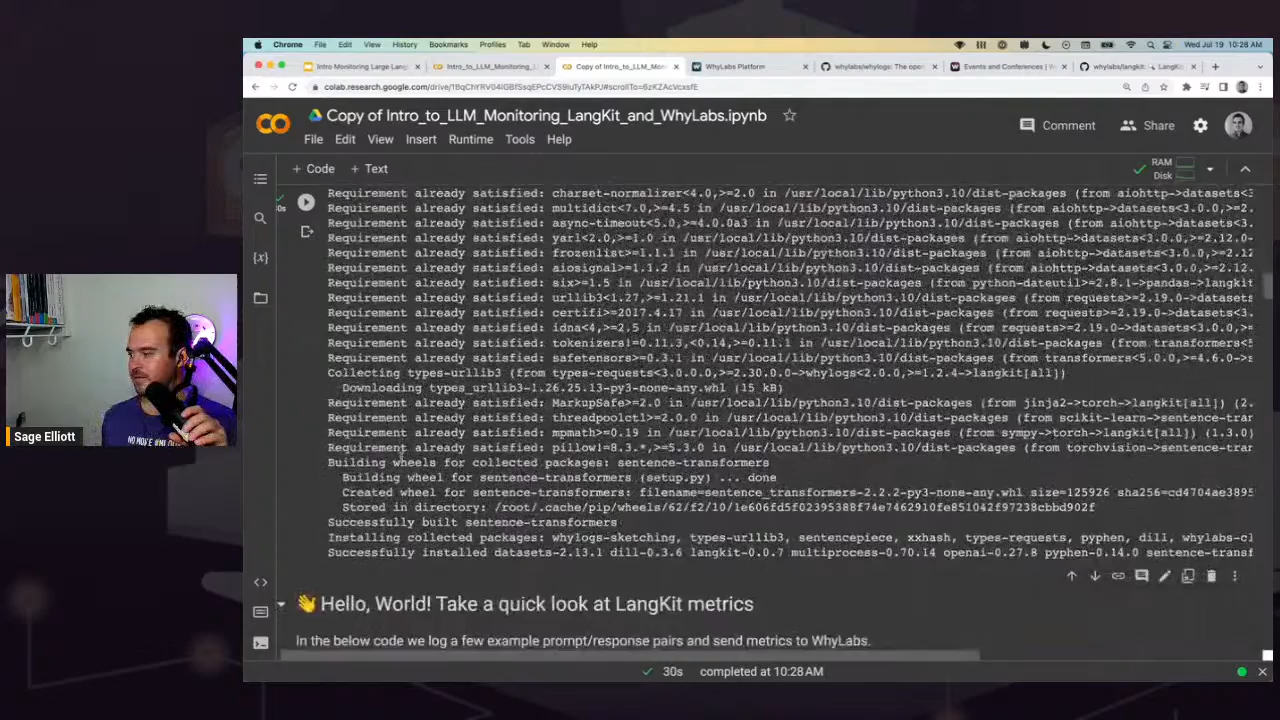 Chrome File Edit View History Bookmarks Profiles Tab Window Help
Wed Jul 19 10:28 AM
Intro Monitoring Large Lang
Intro_to_LLM_Monitoring_L
Copy of Intro_to_LLM_Mon
WhyLabs Platform
whylabs/whylogs: The open
Events and Conferences | W
whylabs/langkit: LangKit
Copy of Intro_to_LLM_Monitoring_LangKit_and_WhyLabs.ipynb
File Edit View Insert Runtime Tools Help
Comment
Share
+ Code + Text
RAM
Disk
Requirement already satisfied: charset-normalizer<4.0,>=2.0 in /usr/local/lib/python3.10/dist-packages (from aiohttp->datasets<3.
Requirement already satisfied: multidict<7.0,>=4.5 in /usr/local/lib/python3.10/dist-packages (from aiohttp->datasets<3.0.0,>=2.
Requirement already satisfied: async-timeout<5.0,>=4.0.0a3 in /usr/local/lib/python3.10/dist-packages (from aiohttp->datasets<3.
Requirement already satisfied: yarl<2.0,>=1.0 in /usr/local/lib/python3.10/dist-packages (from aiohttp->datasets<3.0.0,>=2.12.0-
Requirement already satisfied: frozenlist>=1.1.1 in /usr/local/lib/python3.10/dist-packages (from aiohttp->datasets<3.0.0,>=2.12
Requirement already satisfied: aiosignal>=1.1.2 in /usr/local/lib/python3.10/dist-packages (from aiohttp->datasets<3.0.0,>=2.12.
Requirement already satisfied: six>=1.5 in /usr/local/lib/python3.10/dist-packages (from python-dateutil>=2.8.1->pandas->langkit
Requirement already satisfied: urllib3<1.27,>=1.21.1 in /usr/local/lib/python3.10/dist-packages (from requests>=2.19.0->datasets
Requirement already satisfied: certifi>=2017.4.17 in /usr/local/lib/python3.10/dist-packages (from requests>=2.19.0->datasets<3.
Requirement already satisfied: idna<4,>=2.5 in /usr/local/lib/python3.10/dist-packages (from requests>=2.19.0->datasets<3.0.0,>=
Requirement already satisfied: tokenizers!=0.11.3,<0.14,>=0.11.1 in /usr/local/lib/python3.10/dist-packages (from transformers<5
Requirement already satisfied: safetensors>=0.3.1 in /usr/local/lib/python3.10/dist-packages (from transformers<5.0.0,>=4.6.0->s
Collecting types-urllib3 (from types-requests<3.0.0.0,>=2.30.0.0->whylogs<2.0.0,>=1.2.4->langkit[all])
Downloading types_urllib3-1.26.25.13-py3-none-any.whl (15 kB)
Requirement already satisfied: MarkupSafe>=2.0 in /usr/local/lib/python3.10/dist-packages (from jinja2->torch->langkit[all]) (2.
Requirement already satisfied: threadpoolctl>=2.0.0 in /usr/local/lib/python3.10/dist-packages (from scikit-learn->sentence-tran
Requirement already satisfied: mpmath>=0.19 in /usr/local/lib/python3.10/dist-packages (from sympy->torch->langkit[all]) (1.3.0)
Requirement already satisfied: pillow!=8.3.*,>=5.3.0 in /usr/local/lib/python3.10/dist-packages (from torchvision->sentence-tran
Building wheels for collected packages: sentence-transformers
Building wheel for sentence-transformers (setup.py) ... done
Created wheel for sentence-transformers: filename=sentence_transformers-2.2.2-py3-none-any.whl size=125926 sha256=cd4704ae3895
Stored in directory: /root/.cache/pip/wheels/62/f2/10/1e606fd5f02395388f74e7462910fe851042f97238cbbd902f
Successfully built sentence-transformers
Installing collected packages: whylogs-sketching, types-urllib3, sentencepiece, xxhash, types-requests, pyphen, dill, whylabs-cl
Successfully installed datasets-2.13.1 dill-0.3.6 langkit-0.0.7 multiprocess-0.70.14 openai-0.27.8 pyphen-0.14.0 sentence-transf
👋 Hello, World! Take a quick look at LangKit metrics
In the below code we log a few example prompt/response pairs and send metrics to WhyLabs.
30s completed at 10:28 AM
Sage Elliott